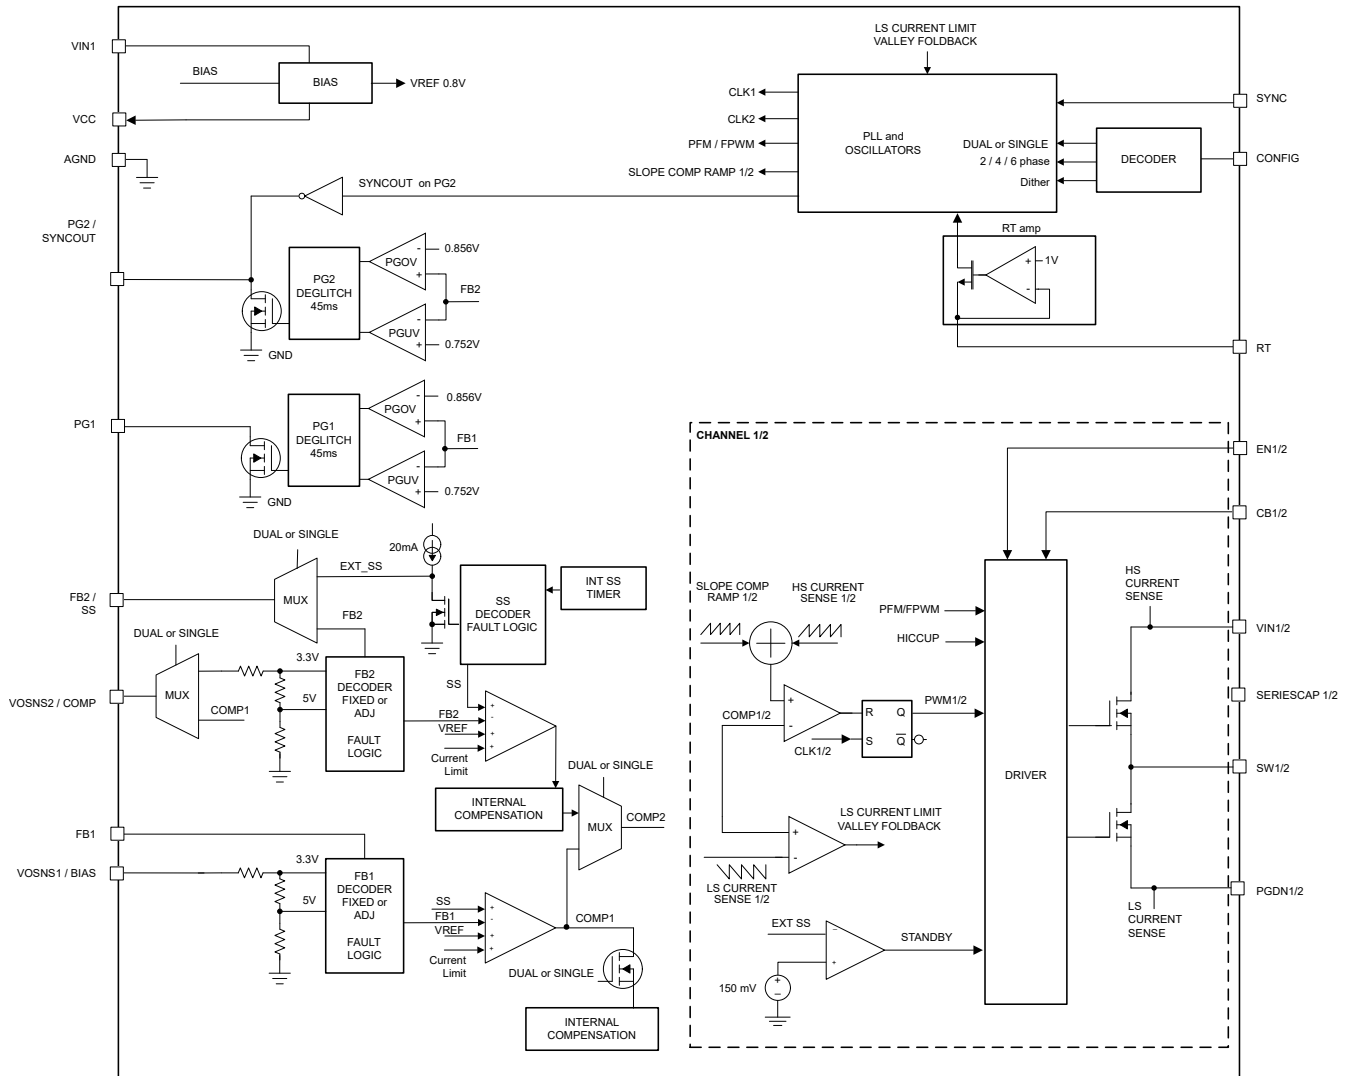 LS CURRENT LIMIT
VALLEY FOLDBACK
VIN1
BIAS
BIAS
VREF 0.8V
VCC
AGND
CLK1
CLK2
PFM / FPWM
SLOPE COMP RAMP 1/2
PLL and
OSCILLATORS
DUAL or SINGLE
2 / 4 / 6 phase
Dither
DECODER
SYNC
CONFIG
SYNCOUT on PG2
PG2 /
SYNCOUT
PG2
DEGLITCH
45ms
PGOV
-
+
0.856V
FB2
PGUV
-
+
0.752V
GND
RT amp
+
-
1V
RT
PG1
PG1
DEGLITCH
45ms
PGOV
-
+
0.856V
FB1
PGUV
-
+
0.752V
GND
CHANNEL 1/2
EN1/2
CB1/2
DUAL or SINGLE
20mA
EXT_SS
MUX
FB2
FB2 /
SS
SS
DECODER
FAULT LOGIC
INT SS
TIMER
DUAL or SINGLE
MUX
COMP1
VOSNS2 / COMP
3.3V
5V
FB2
DECODER
FIXED or
ADJ
FAULT
LOGIC
SS
FB2
VREF
Current
Limit
+
-
+
+
INTERNAL
COMPENSATION
DUAL or SINGLE
MUX
COMP2
FB1
VOSNS1 / BIAS
3.3V
5V
FB1
DECODER
FIXED or
ADJ
FAULT
LOGIC
SS
FB1
VREF
Current
Limit
+
-
+
+
COMP1
DUAL or SINGLE
INTERNAL
COMPENSATION
SLOPE COMP
RAMP 1/2
HS CURRENT
SENSE 1/2
PFM/FPWM
HICCUP
COMP1/2
+
-
CLK1/2
R
Q
S
Q̅
PWM1/2
LS CURRENT LIMIT
VALLEY FOLDBACK
+
-
LS CURRENT
SENSE 1/2
EXT SS
−
+
STANDBY
150 mV
+
−
DRIVER
HS
CURRENT
SENSE
VIN1/2
SERIESCAP 1/2
SW1/2
PGDN1/2
LS
CURRENT
SENSE